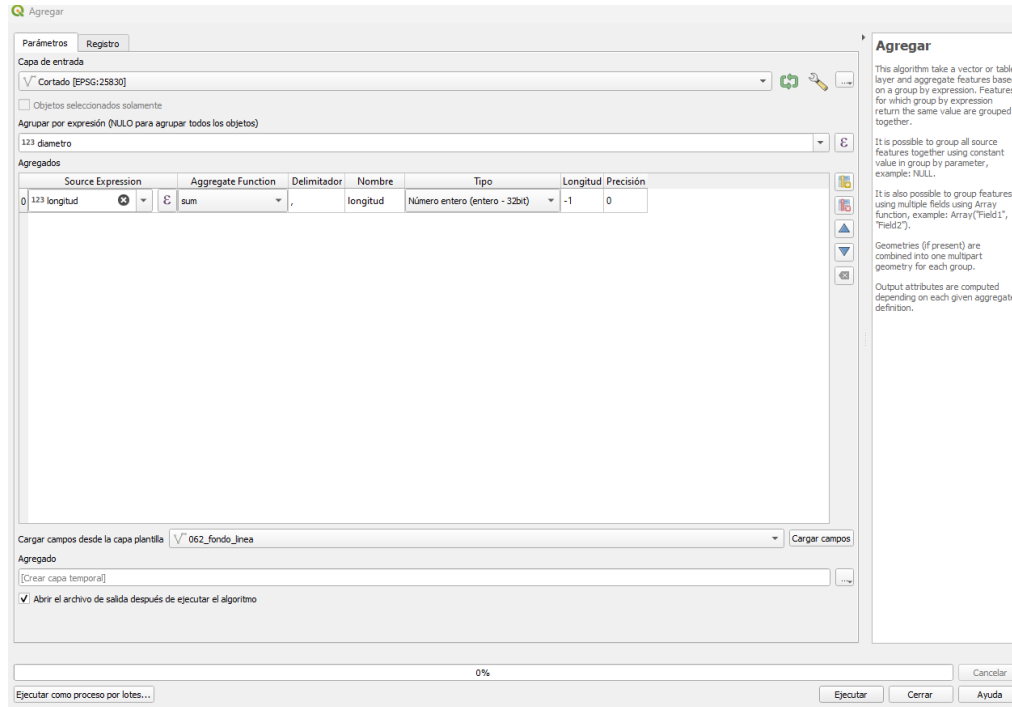 Agregar
Parámetros
Registro
Capa de entrada
Cortado [EPSG:25830]
Objetos seleccionados solamente
Agrupar por expresión (NULO para agrupar todos los objetos)
123 diametro
ε
Agregados
Source Expression Aggregate Function Delimitador Nombre Tipo Longitud Precisión
0 123 longitud ε sum , longitud Número entero (entero - 32bit) -1 0
Cargar campos desde la capa plantilla 062_fondo_linea Cargar campos
Agregado
[Crear capa temporal]
Abrir el archivo de salida después de ejecutar el algoritmo
0%
Cancelar
Ejecutar como proceso por lotes...
Ejecutar
Cerrar
Ayuda
Agregar
This algorithm take a vector or table
layer and aggregate features based
on a group by expression. Features
for which group by expression
return the same value are grouped
together.
It is possible to group all source
features together using constant
value in group by parameter,
example: NULL.
It is also possible to group features
using multiple fields using Array
function, example: Array("Field1",
"Field2").
Geometries (if present) are
combined into one multipart
geometry for each group.
Output attributes are computed
depending on each given aggregate
definition.